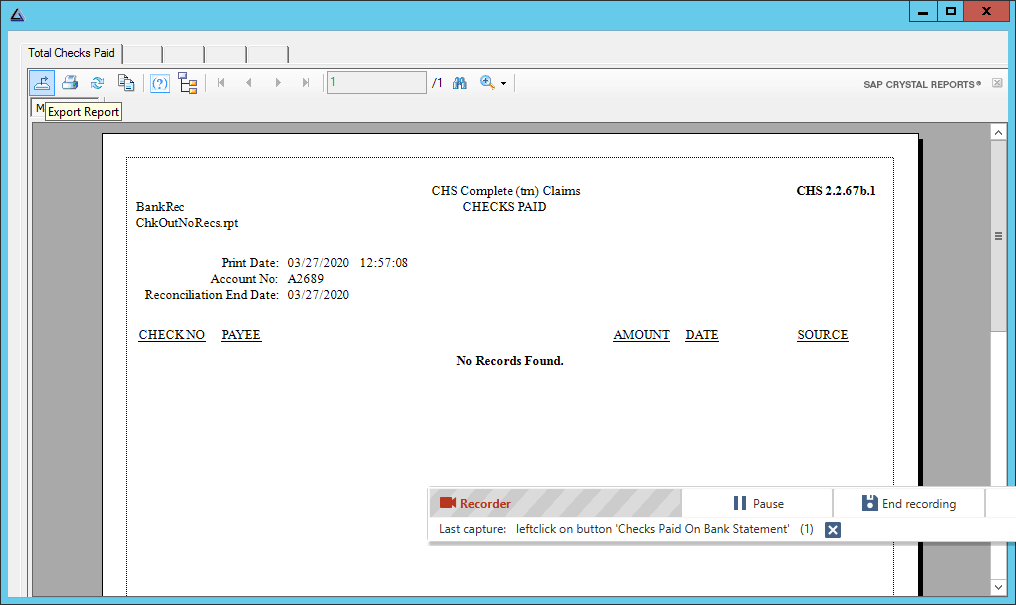 X
Total Checks Paid
(?)
1
/1
SAP CRYSTAL REPORTS®
M
Export Report
CHS Complete (tm) Claims
CHS 2.2.67b.1
BankRec
CHECKS PAID
ChkOutNoRecs.rpt
Print Date: 03/27/2020 12:57:08
Account No: A2689
Reconciliation End Date: 03/27/2020
CHECK NO PAYEE AMOUNT DATE SOURCE
No Records Found.
Recorder Pause End recording
Last capture: leftclick on button 'Checks Paid On Bank Statement' (1)